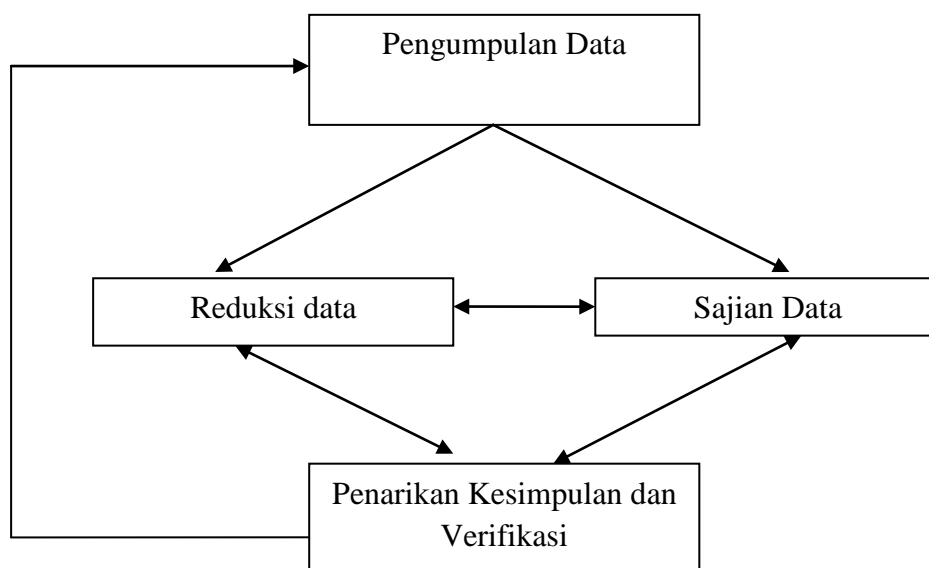 Pengumpulan Data
Reduksi data
Sajian Data
Penarikan Kesimpulan dan
Verifikasi